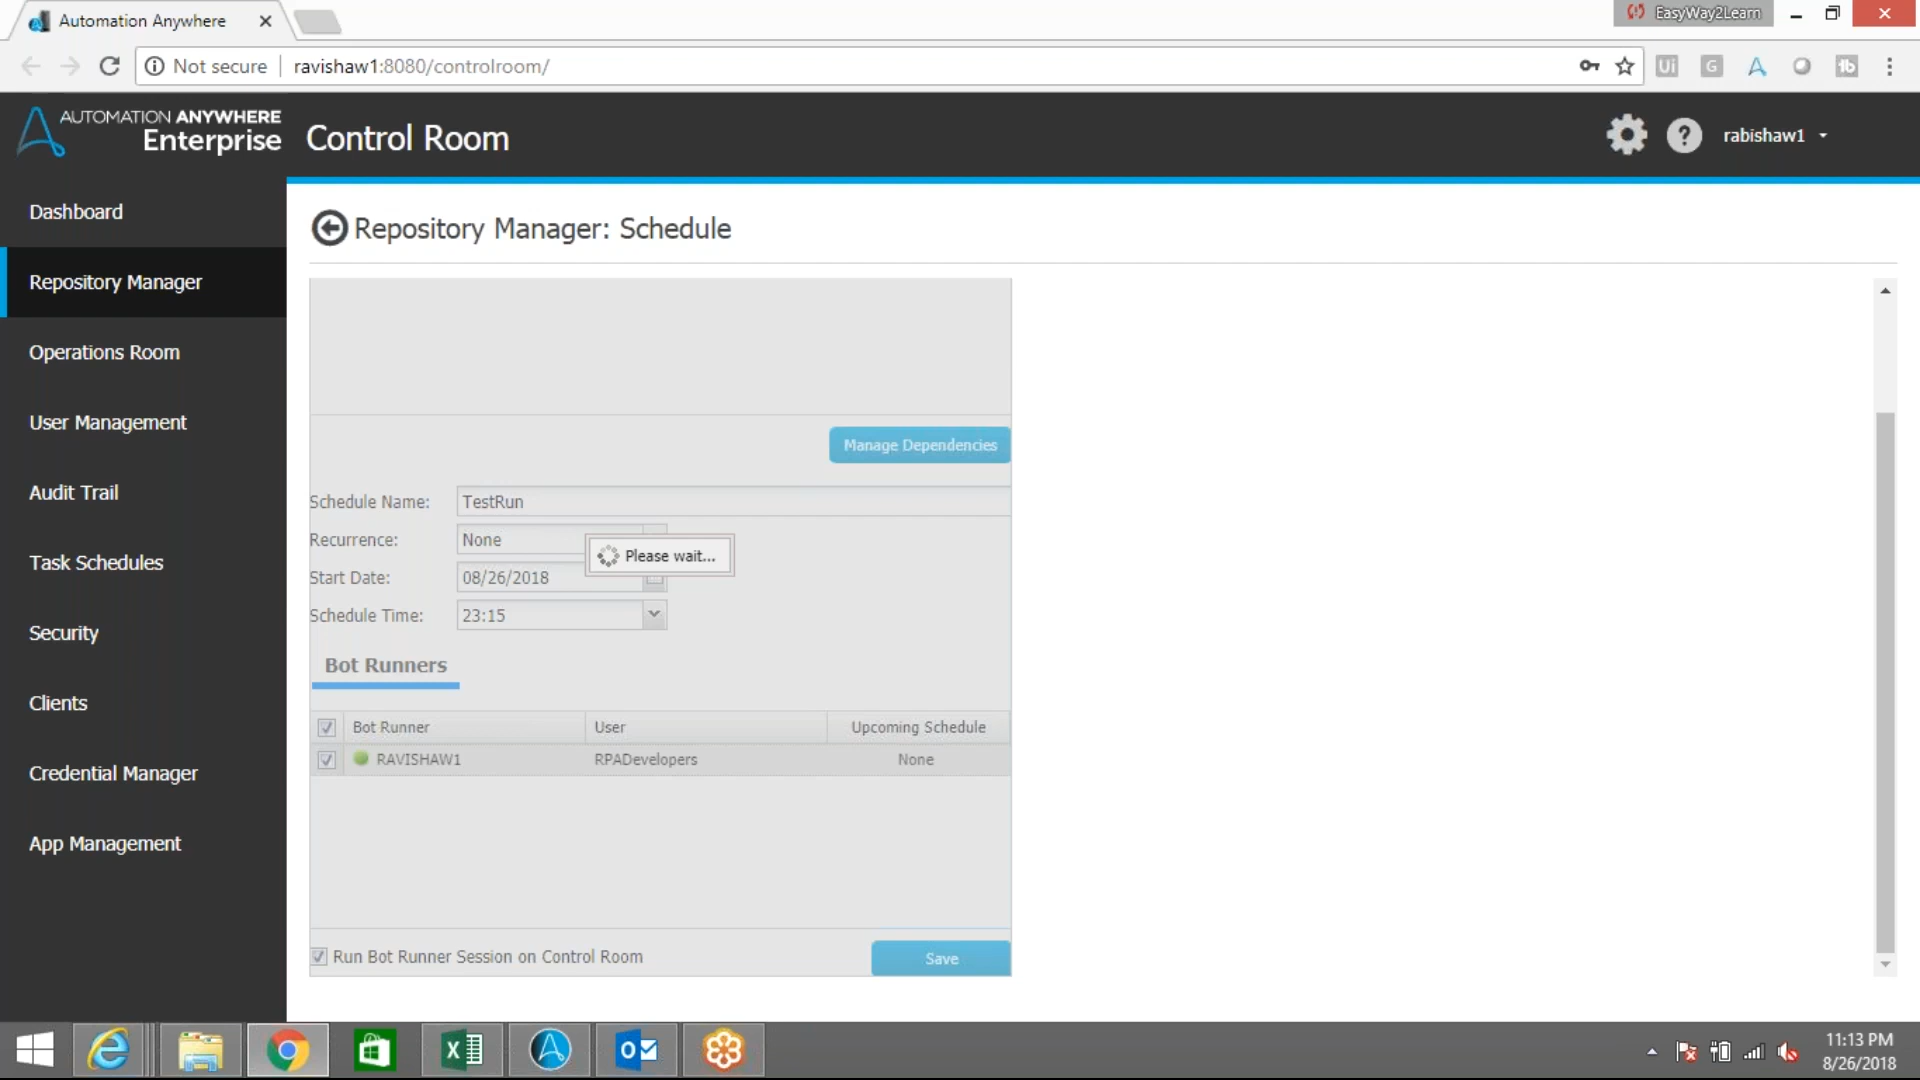 Automation Anywhere
EasyWay2Learn
Not secure
ravishaw1:8080/controlroom/
Ui
G
tb
AUTOMATION ANYWHERE
Enterprise
Control Room
?
rabishaw1
Dashboard
Repository Manager
Operations Room
User Management
Audit Trail
Task Schedules
Security
Clients
Credential Manager
App Management
Repository Manager: Schedule
Manage Dependencies
Schedule Name: TestRun
Recurrence: None
Please wait...
Start Date: 08/26/2018
Schedule Time: 23:15
Bot Runners
Bot Runner User Upcoming Schedule
RAVISHAW1 RPADevelopers None
Run Bot Runner Session on Control Room
Save
11:13 PM
8/26/2018